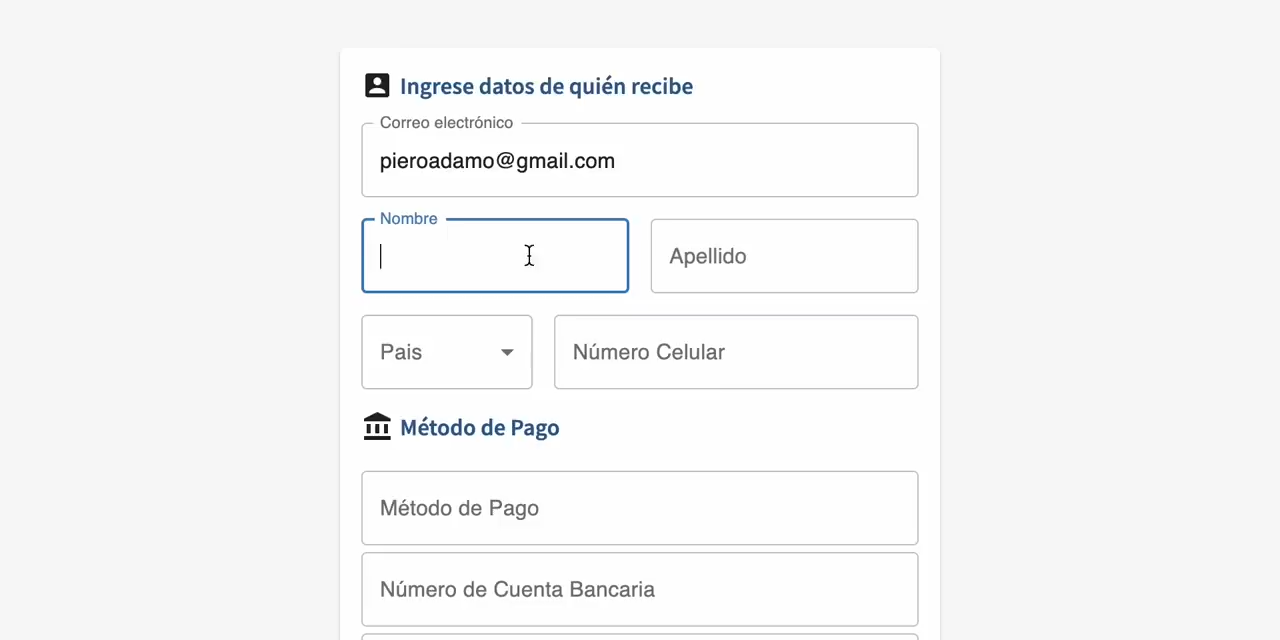 Ingrese datos de quién recibe
Correo electrónico
pieroadamo@gmail.com
Nombre
Apellido
Pais
Número Celular
Método de Pago
Método de Pago
Número de Cuenta Bancaria